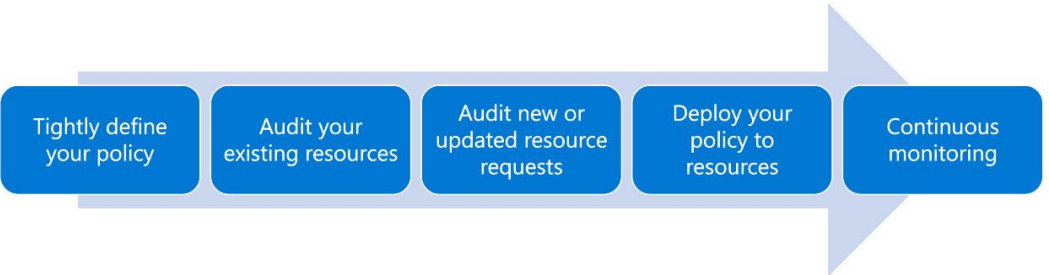 Tightly define
your policy
Audit your
existing resources
Audit new or
updated resource
requests
Deploy your
policy to
resources
Continuous
monitoring